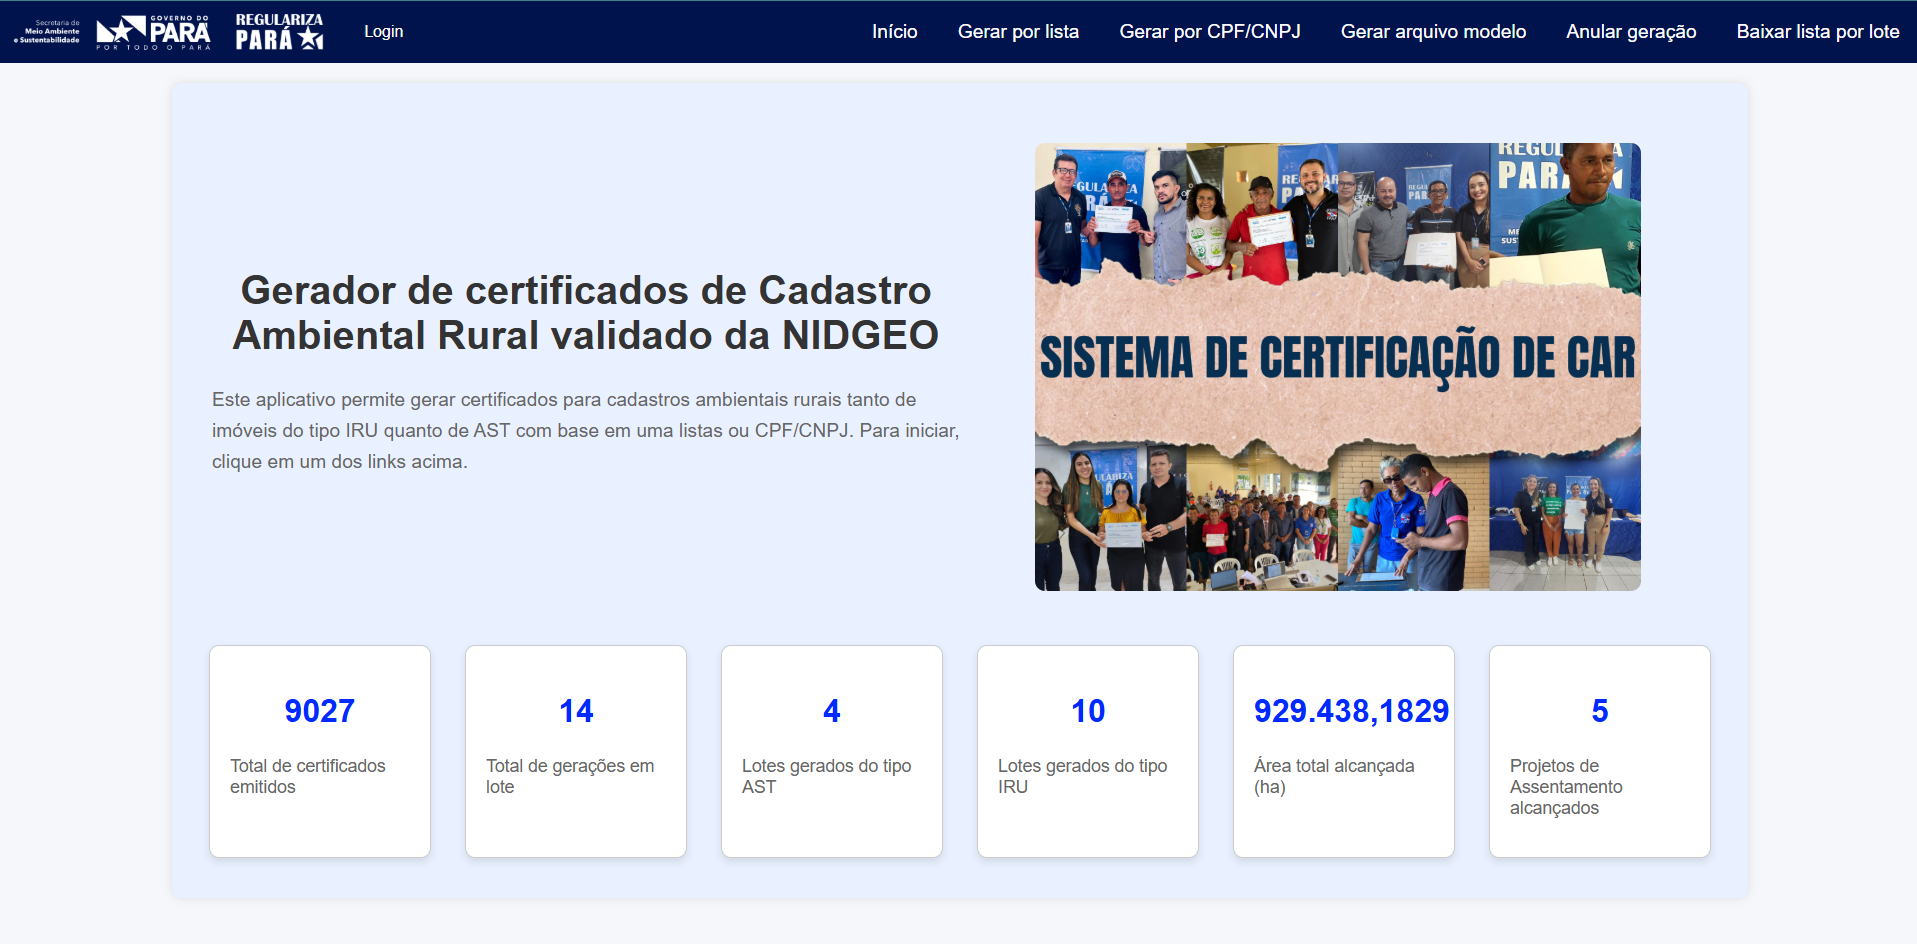 Secretaria de
Meio Ambiente
e Sustentabilidade
GOVERNO DO
PARÁ
POR TODO O PARÁ
REGULARIZA
PARÁ
Login
Início
Gerar por lista
Gerar por CPF/CNPJ
Gerar arquivo modelo
Anular geração
Baixar lista por lote
Gerador de certificados de Cadastro
Ambiental Rural validado da NIDGEO
Este aplicativo permite gerar certificados para cadastros ambientais rurais tanto de
imóveis do tipo IRU quanto de AST com base em uma listas ou CPF/CNPJ. Para iniciar,
clique em um dos links acima.
SISTEMA DE CERTIFICAÇÃO DE CAR
9027
Total de certificados
emitidos
14
Total de gerações em
lote
4
Lotes gerados do tipo
AST
10
Lotes gerados do tipo
IRU
929.438,1829
Área total alcançada
(ha)
5
Projetos de
Assentamento
alcançados